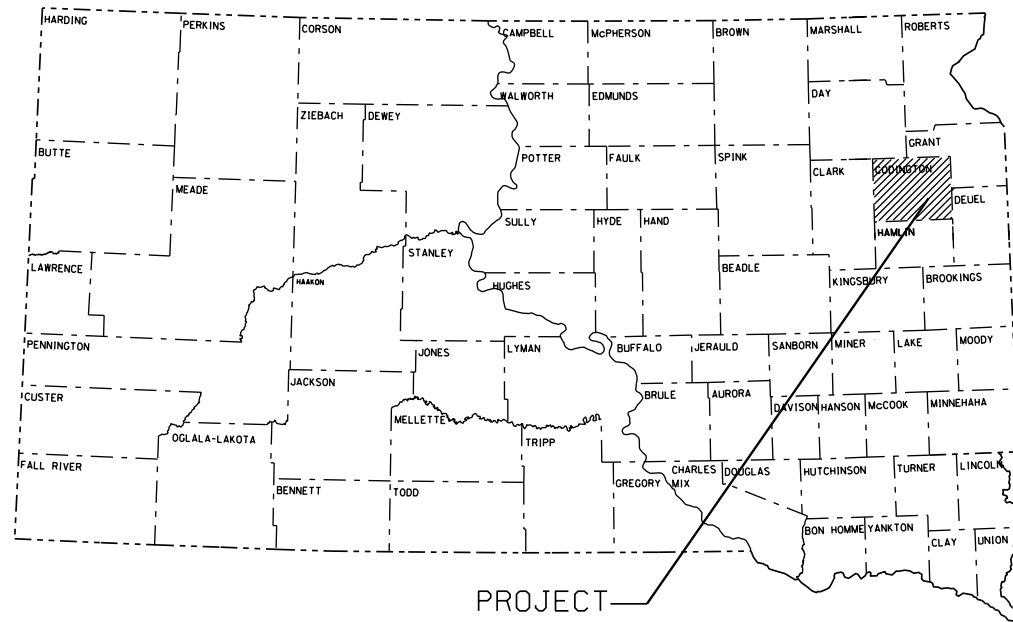 HARDING
PERKINS
CORSON
CAMPBELL
McPHERSON
BROWN
MARSHALL
ROBERTS
WALWORTH
EDMUNDS
DAY
ZIEBACH
DEWEY
GRANT
BUTTE
POTTER
FAULK
SPINK
CLARK
CODINGTON
MEADE
DEUEL
SULLY
HYDE
HAND
HAMLIN
STANLEY
LAWRENCE
HAAKON
HUGHES
BEADLE
KINGSBURY
BROOKINGS
PENNINGTON
JONES
LYMAN
BUFFALO
JERAULD
SANBORN
MINER
LAKE
MOODY
JACKSON
CUSTER
BRULE
AURORA
DAVISON
HANSON
McCOOK
MINNEHAHA
MELLETTE
OGLALA-LAKOTA
TRIPP
FALL RIVER
GREGORY
CHARLES
MIX
DOUGLAS
HUTCHINSON
TURNER
LINCOLN
BENNETT
TODD
BON HOMME
YANKTON
CLAY
UNION
PROJECT